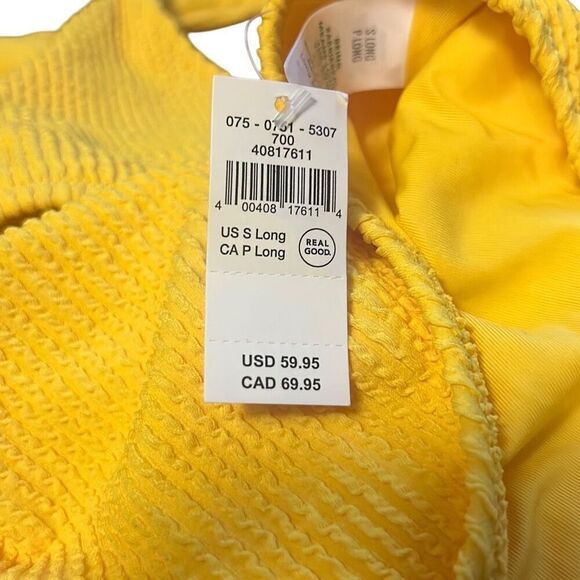 S LONG
P LONG
075 - 0751 - 5307
700
40817611
4 00408 17611 4
US S Long
CA P Long
REAL
GOOD.
USD 59.95
CAD 69.95